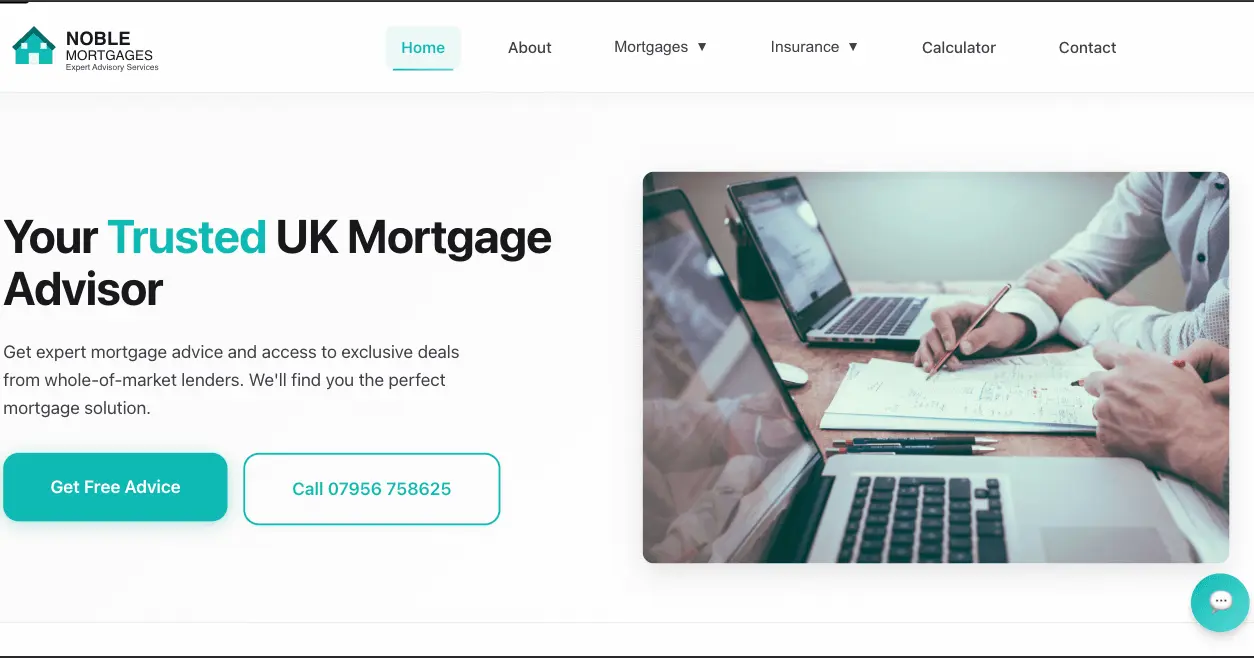 NOBLE
MORTGAGES
Expert Advisory Services
Home
About
Mortgages ▼
Insurance ▼
Calculator
Contact
Your Trusted UK Mortgage
Advisor
Get expert mortgage advice and access to exclusive deals
from whole-of-market lenders. We'll find you the perfect
mortgage solution.
Get Free Advice
Call 07956 758625